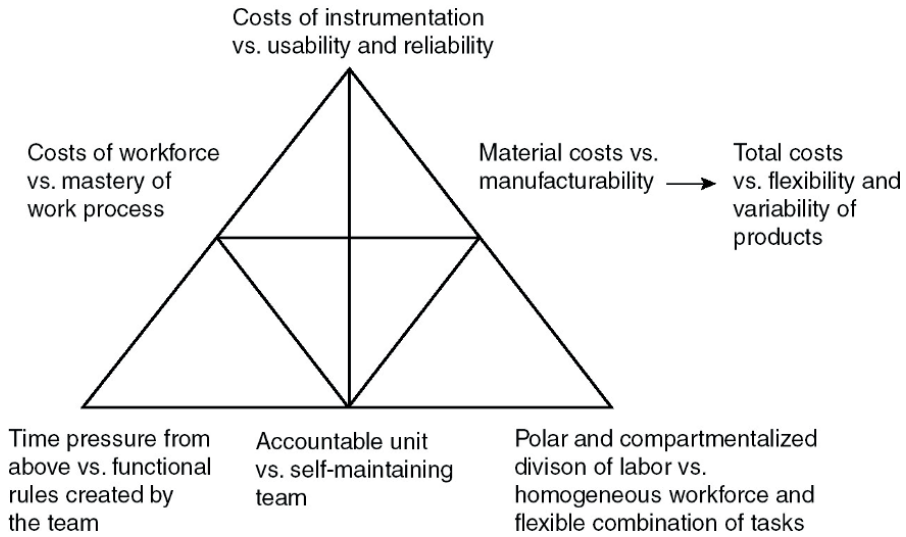 Costs of instrumentation
vs. usability and reliability
Costs of workforce
vs. mastery of
work process
Material costs vs.
manufacturability
Total costs
vs. flexibility and
variability of
products
Time pressure from
above vs. functional
rules created by
the team
Accountable unit
vs. self-maintaining
team
Polar and compartmentalized
divison of labor vs.
homogeneous workforce and
flexible combination of tasks